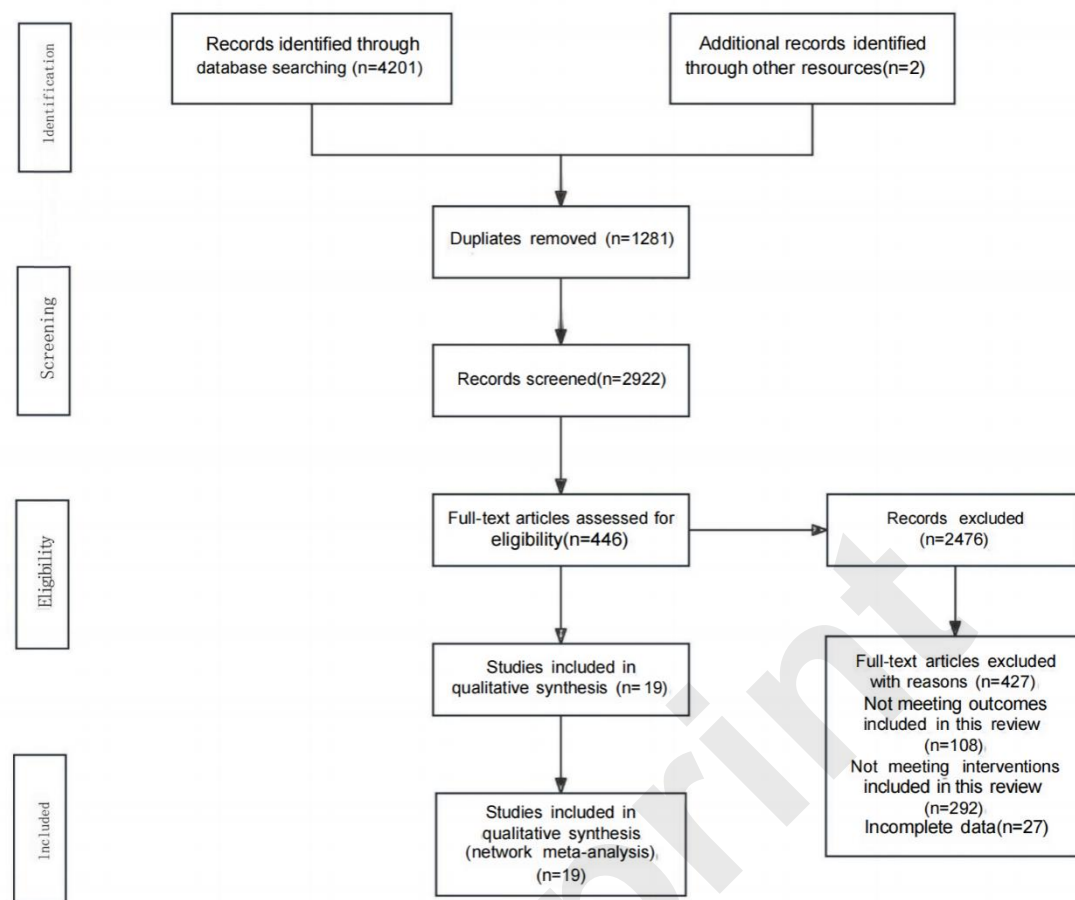 Identification
Records identified through
database searching (n=4201)
Additional records identified
through other resources(n=2)
Dupliates removed (n=1281)
Screening
Records screened(n=2922)
Eligibility
Full-text articles assessed for
eligibility(n=446)
Records excluded
(n=2476)
Studies included in
qualitative synthesis (n=19)
Full-text articles excluded
with reasons (n=427)
Not meeting outcomes
included in this review
(n=108)
Not meeting interventions
included in this review
(n=292)
Incomplete data(n=27)
Included
Studies included in
qualitative synthesis
(network meta-analysis)
(n=19)
print